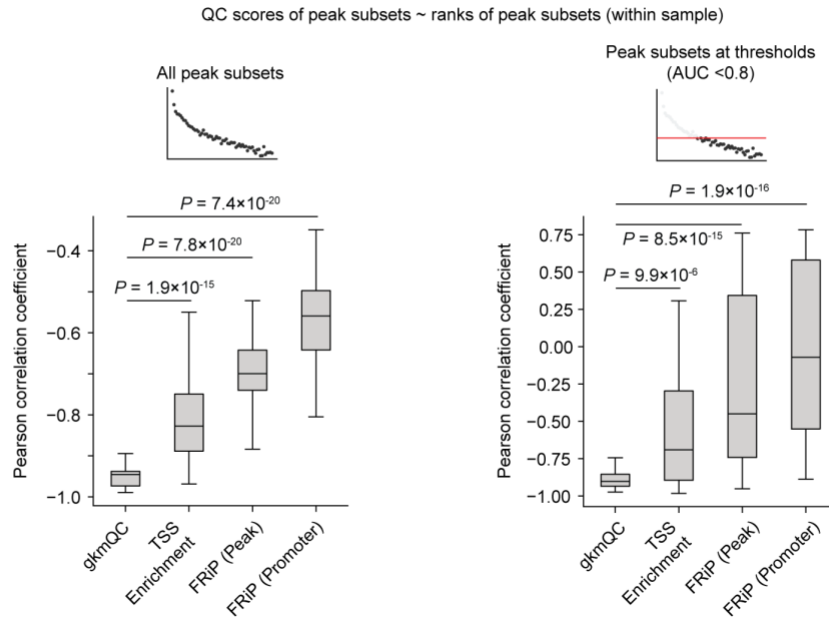 QC scores of peak subsets ~ ranks of peak subsets (within sample)
All peak subsets
P = 7.4×10-20
P = 7.8×10-20
P = 1.9×10-15
Pearson correlation coefficient
−0.4
−0.6
−0.8
−1.0
gkmQC
TSS
Enrichment
FRiP (Peak)
FRiP (Promoter)
Peak subsets at thresholds
(AUC <0.8)
P = 1.9×10-16
P = 8.5×10-15
P = 9.9×10-6
Pearson correlation coefficient
0.75
0.50
0.25
0.00
−0.25
−0.50
−0.75
−1.00
gkmQC
TSS
Enrichment
FRiP (Peak)
FRiP (Promoter)